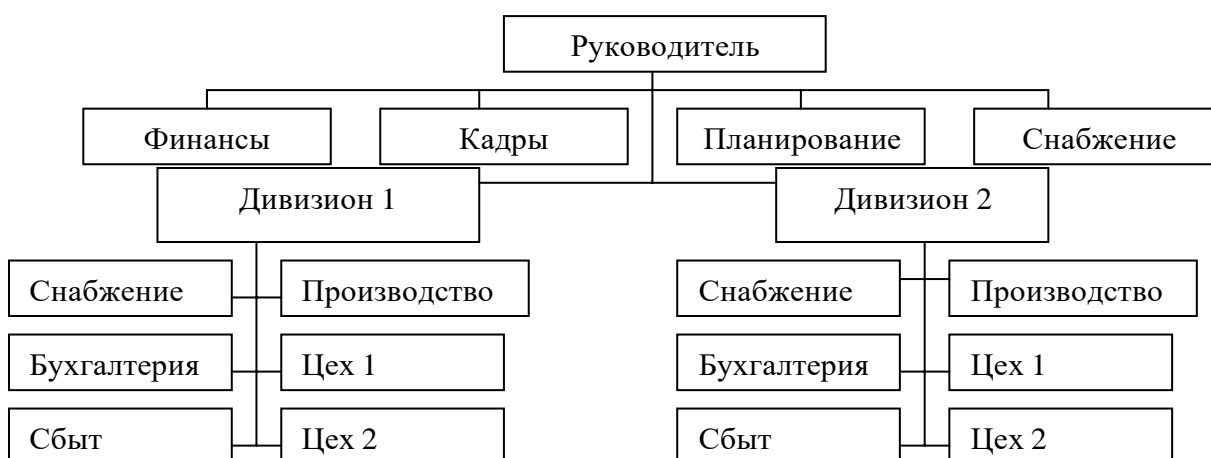 Руководитель
Финансы
Кадры
Планирование
Снабжение
Дивизион 1
Дивизион 2
Снабжение
Производство
Снабжение
Производство
Бухгалтерия
Цех 1
Бухгалтерия
Цех 1
Сбыт
Цех 2
Сбыт
Цех 2